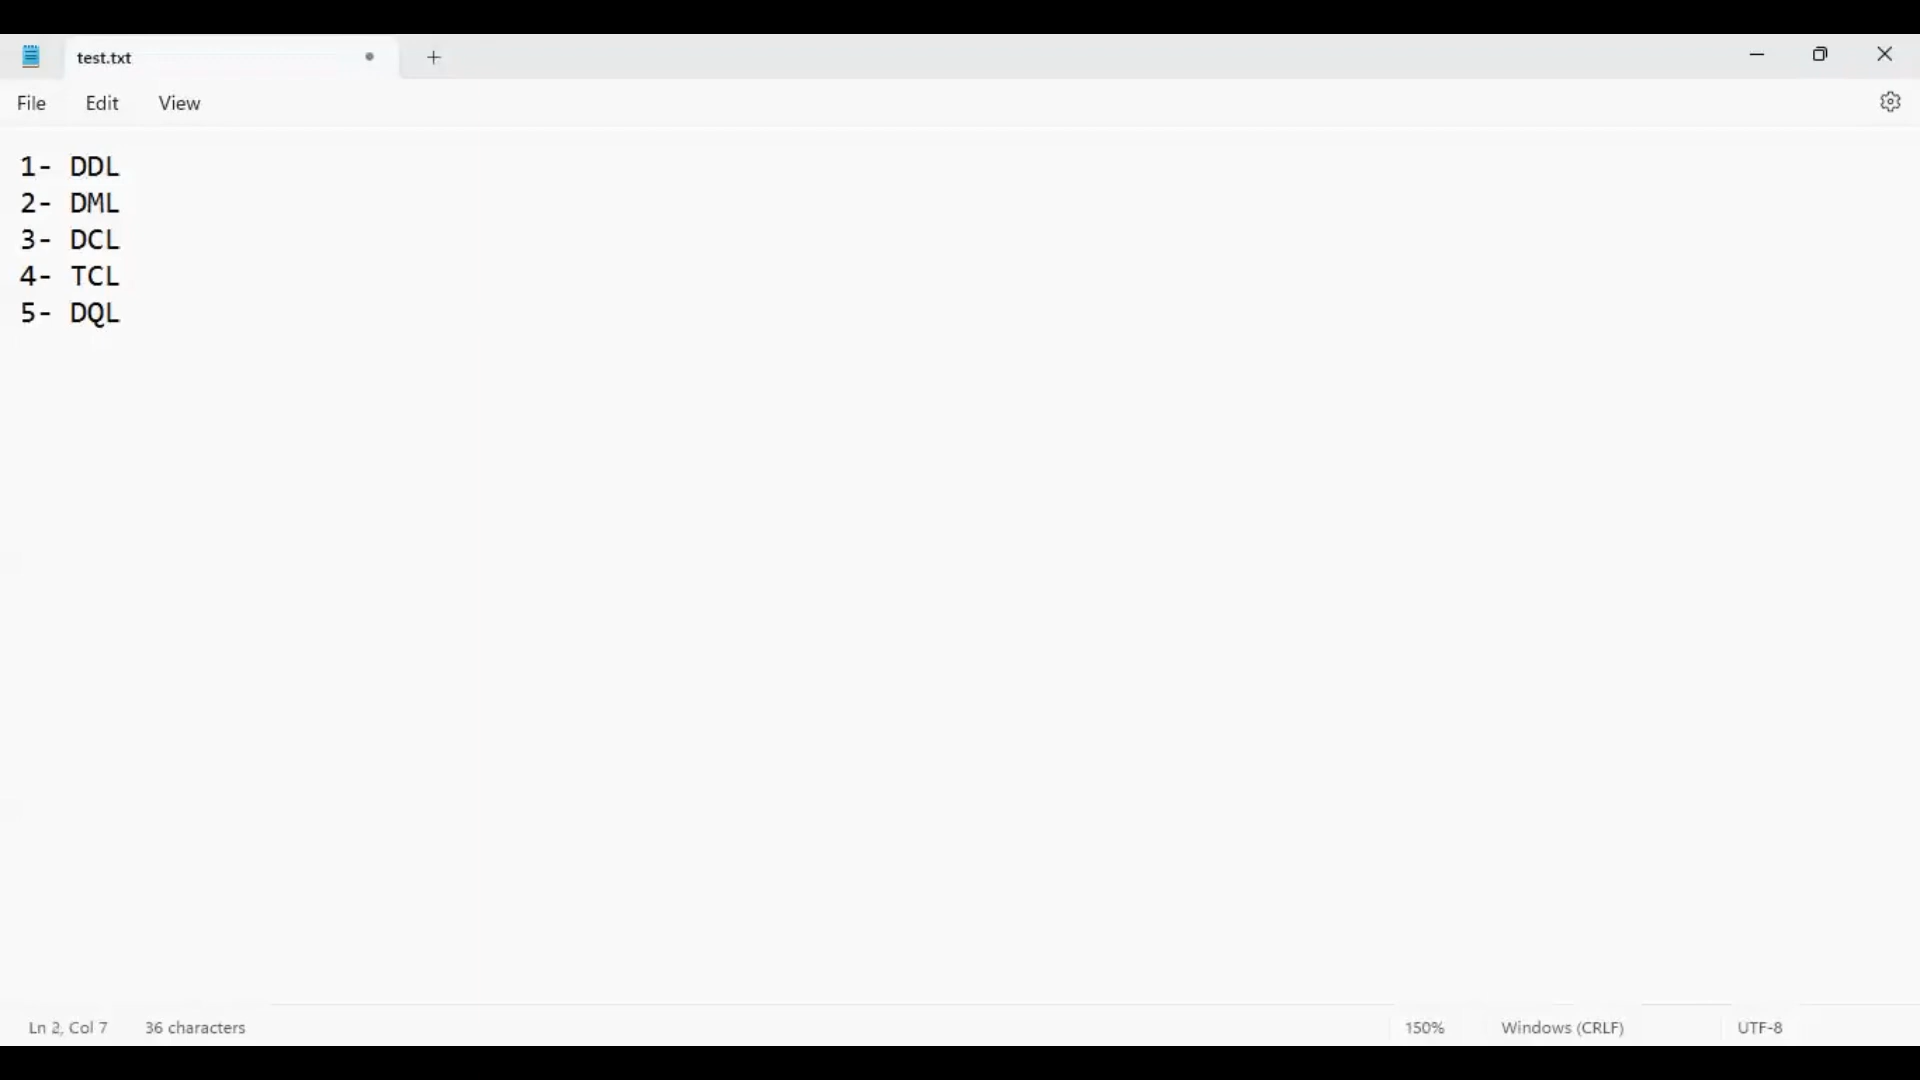 test.txt
File Edit View
1- DDL
2- DML
3- DCL
4- TCL
5- DQL
Ln 2, Col 7 36 characters 150% Windows (CRLF) UTF-8